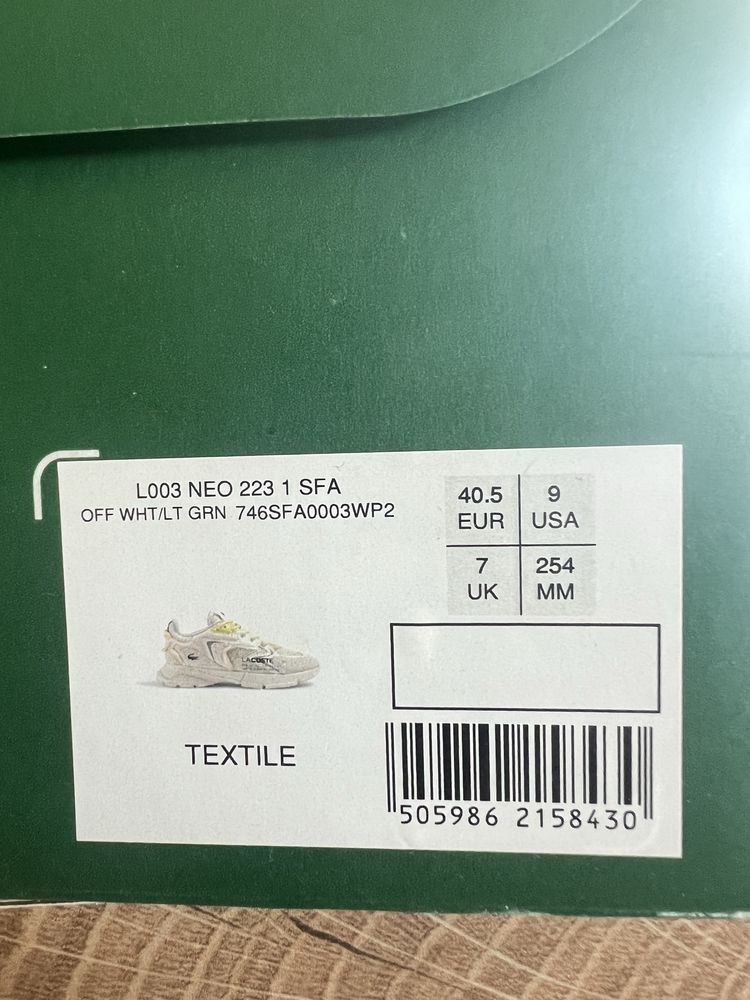 L003 NEO 223 1 SFA
OFF WHT/LT GRN 746SFA0003WP2
40.5 EUR
9 USA
7 UK
254 MM
LACOSTE
TEXTILE
505986 2158430